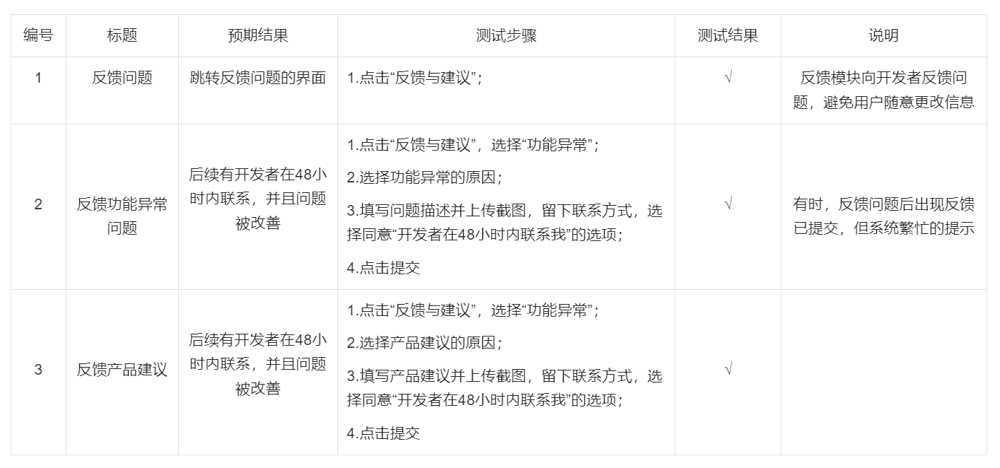 编号 标题 预期结果 测试步骤 测试结果 说明
1 反馈问题 跳转反馈问题的界面 1.点击“反馈与建议”； √ 反馈模块向开发者反馈问
题，避免用户随意更改信息
2
反馈功能异常
问题
后续有开发者在48小
时内联系，并且问题
被改善
1.点击“反馈与建议”，选择“功能异常”；
2.选择功能异常的原因；
3.填写问题描述并上传截图，留下联系方式，选
择同意“开发者在48小时内联系我”的选项；
4.点击提交
√
有时，反馈问题后出现反馈
已提交，但系统繁忙的提示
3
反馈产品建议
后续有开发者在48小
时内联系，并且问题
被改善
1.点击“反馈与建议”，选择“功能异常”；
2.选择产品建议的原因；
3.填写产品建议并上传截图，留下联系方式，选
择同意“开发者在48小时内联系我”的选项；
4.点击提交
√